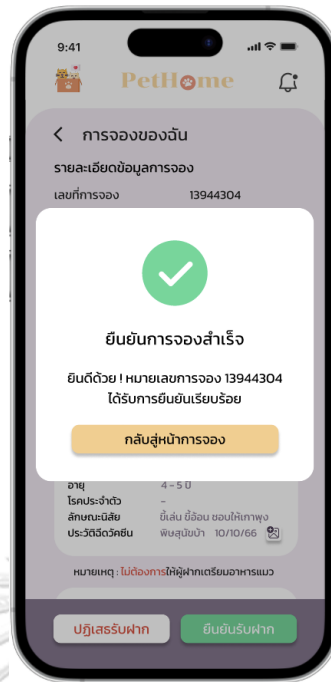 9:41
PetHome
การจองของฉัน
รายละเอียดข้อมูลการจอง
เลขที่การจอง 13944304
ยืนยันการจองสำเร็จ
ยินดีด้วย ! หมายเลขการจอง 13944304
ได้รับการยืนยันเรียบร้อย
กลับสู่หน้าการจอง
อายุ 4 - 5 ปี
โรคประจำตัว -
ลักษณะนิสัย ขี้เล่น ขี้อ้อน ชอบให้เกาพุง
ประวัติฉีดวัคซีน พิษสุนัขบ้า 10/10/66
หมายเหตุ : ไม่ต้องการให้ผู้ฝากเตรียมอาหารแมว
ปฏิเสธรับฝาก ยืนยันรับฝาก